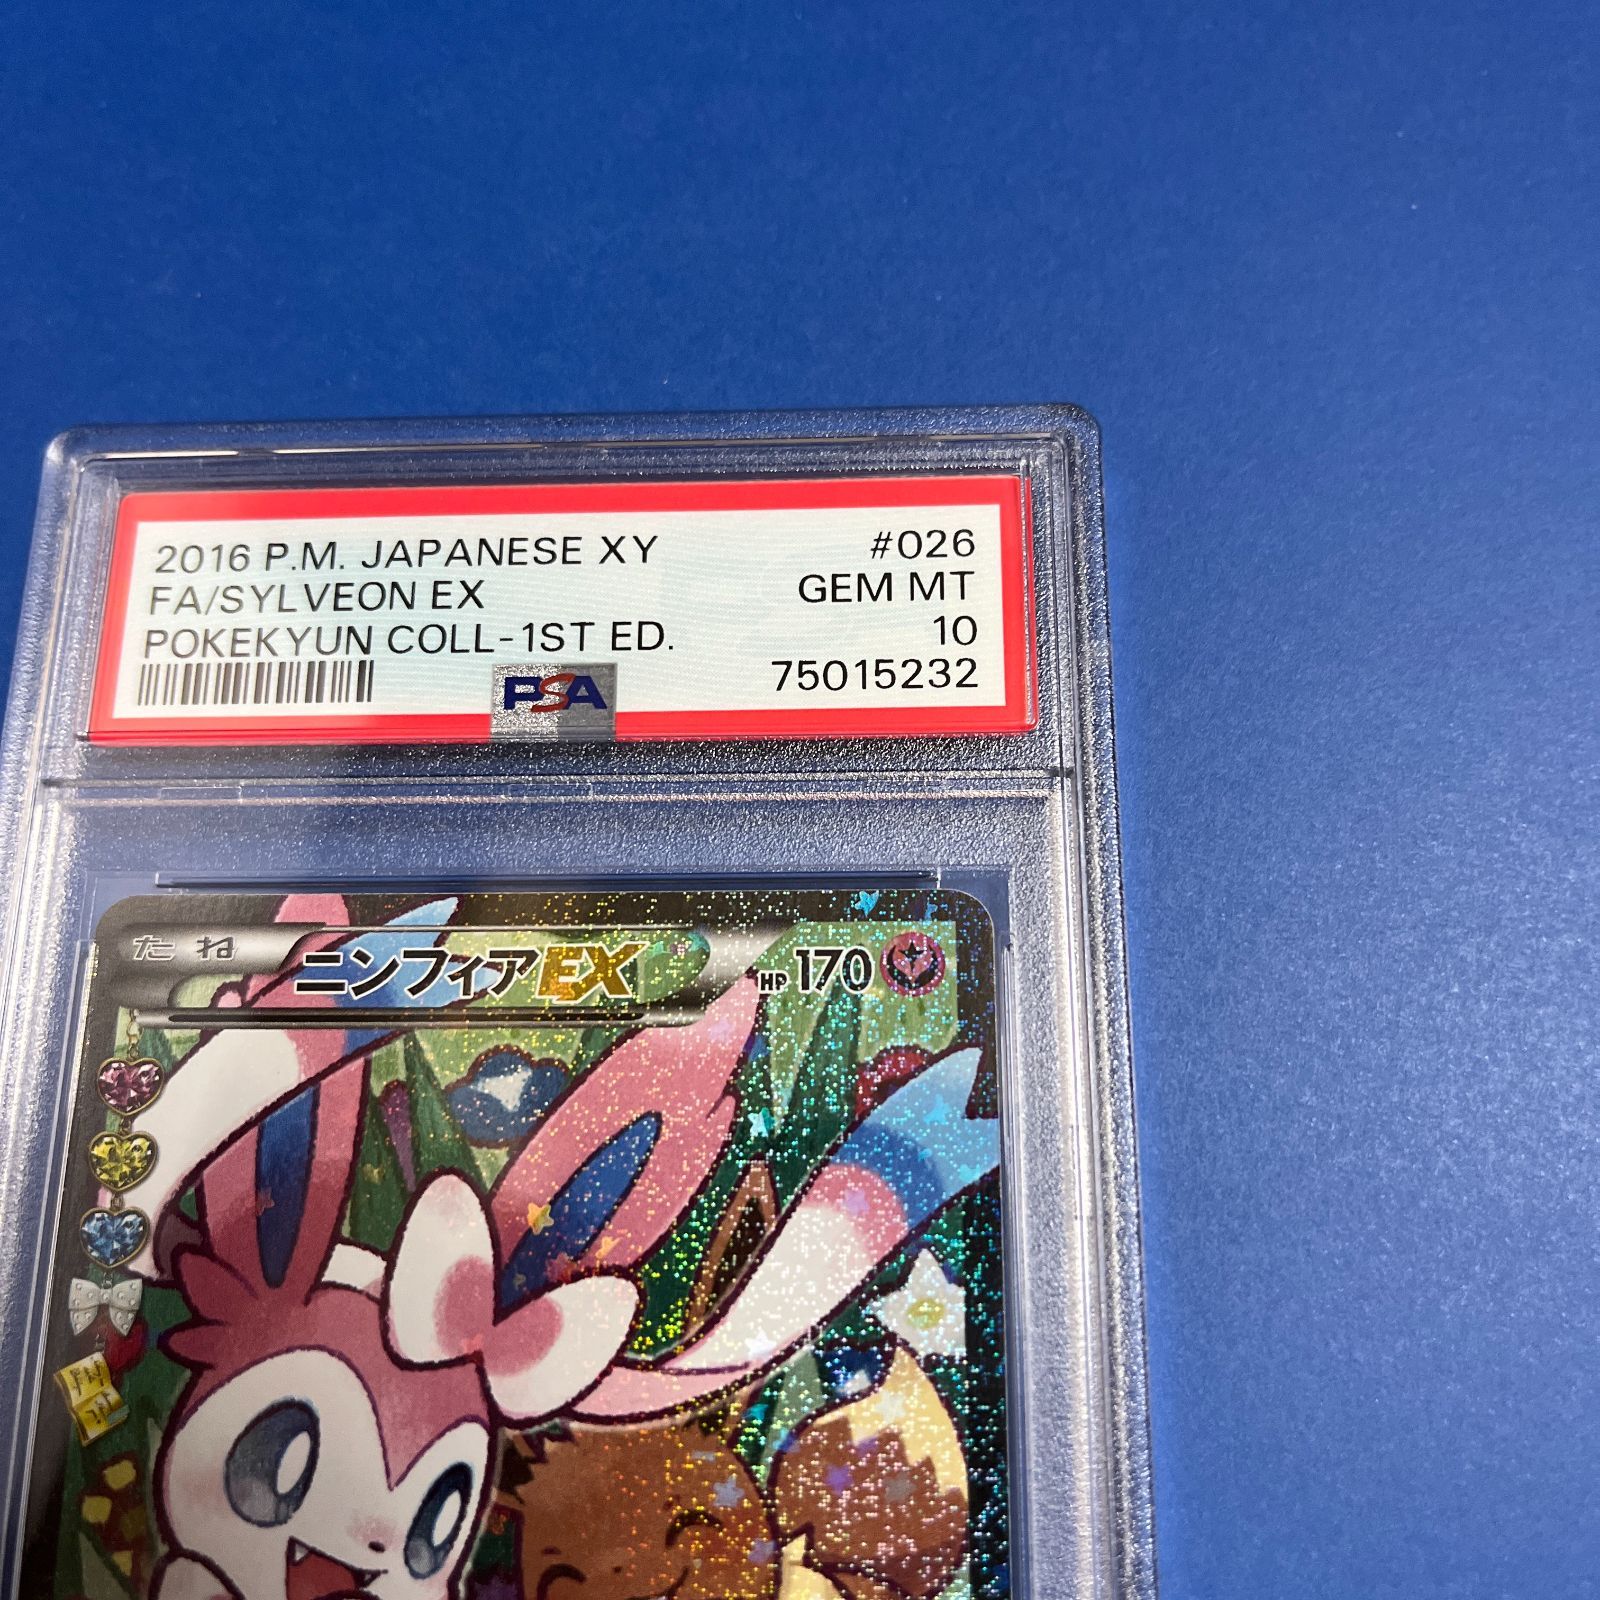 2016 P.M. JAPANESE XY #026
FA/SYLVEON EX GEM MT
POKEKYUN COLL-1ST ED. 10
75015232
PSA
たね ニンフィアEX HP 170